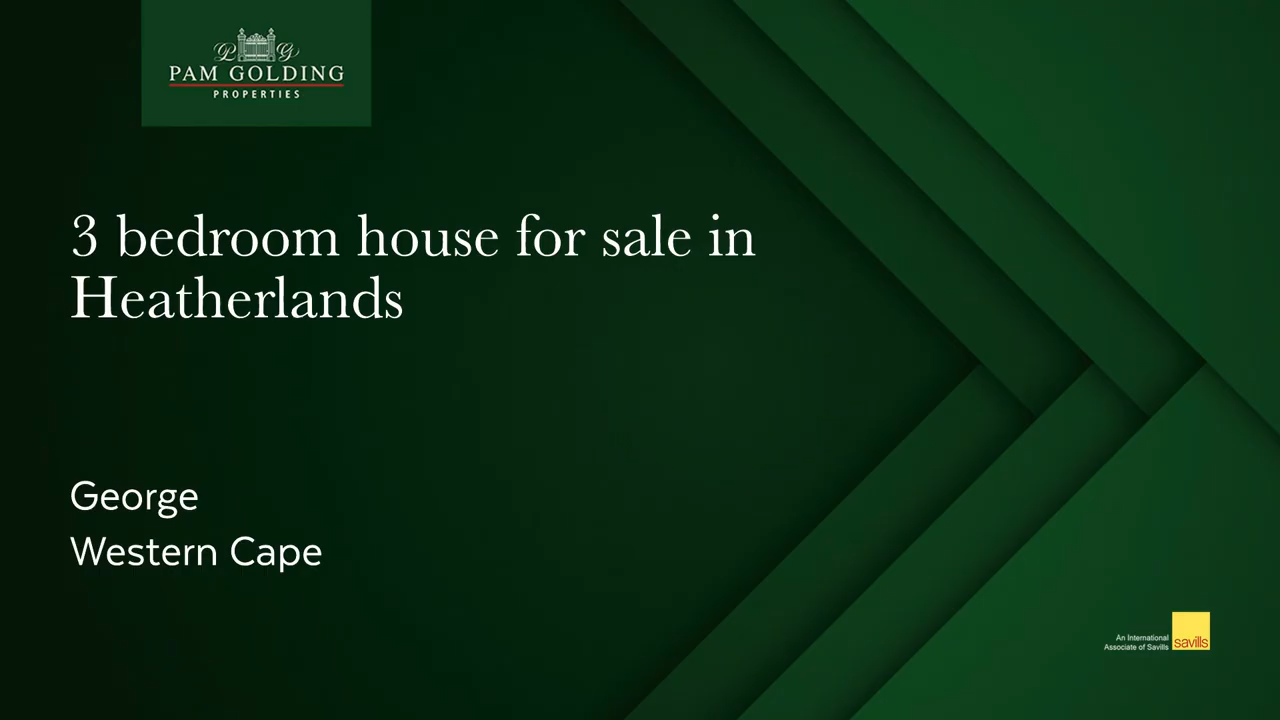 P G
PAM GOLDING
PROPERTIES
3 bedroom house for sale in
Heatherlands
George
Western Cape
An International
Associate of Savills
savills